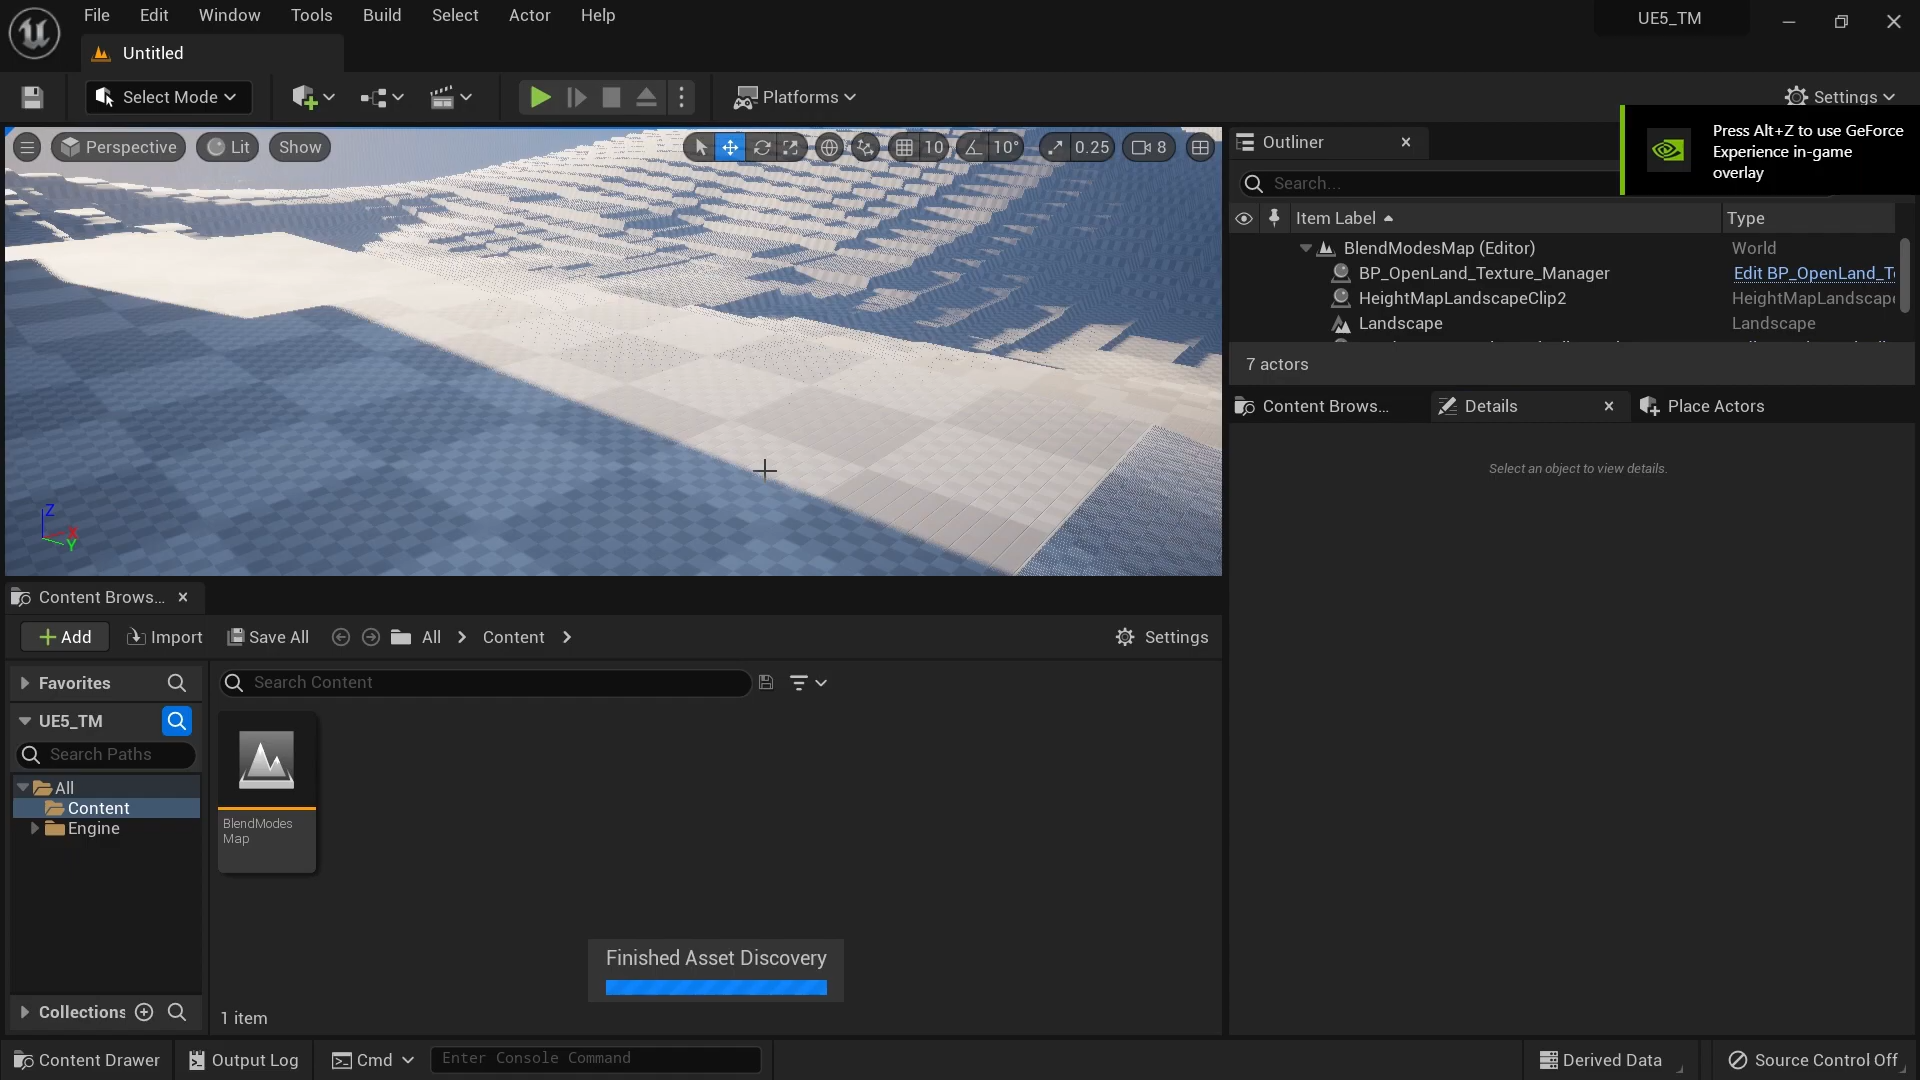 File Edit Window Tools Build Select Actor Help
UE5_TM
Untitled
Select Mode
Platforms
Settings
Press Alt+Z to use GeForce
Experience in-game
overlay
Perspective Lit Show
10 10° 0.25 8
Outliner
Search...
Item Label Type
BlendModesMap (Editor) World
BP_OpenLand_Texture_Manager Edit BP_OpenLand_T
HeightMapLandscapeClip2 HeightMapLandscape
Landscape Landscape
7 actors
Content Brows... Details Place Actors
Select an object to view details.
Z
X
Y
Content Brows...
Add Import Save All All Content Settings
Favorites
Search Content
UE5_TM
Search Paths
All
Content
Engine
BlendModes
Map
Finished Asset Discovery
Collections
1 item
Content Drawer Output Log Cmd Enter Console Command Derived Data Source Control Off